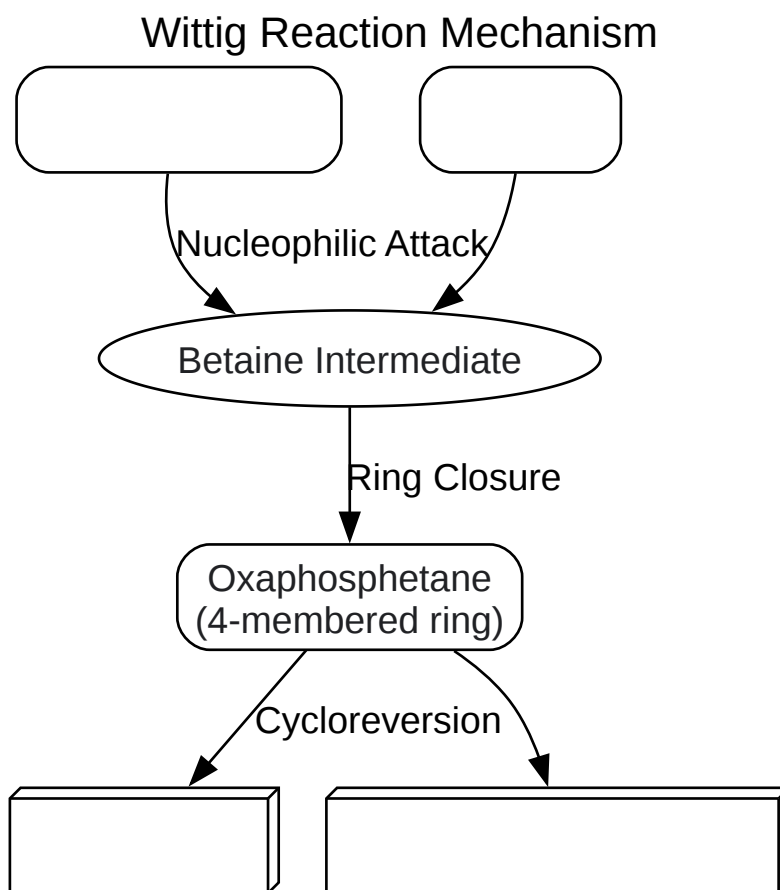 Wittig Reaction Mechanism
Nucleophilic Attack
Betaine Intermediate
Ring Closure
Oxaphosphetane
(4-membered ring)
Cycloreversion